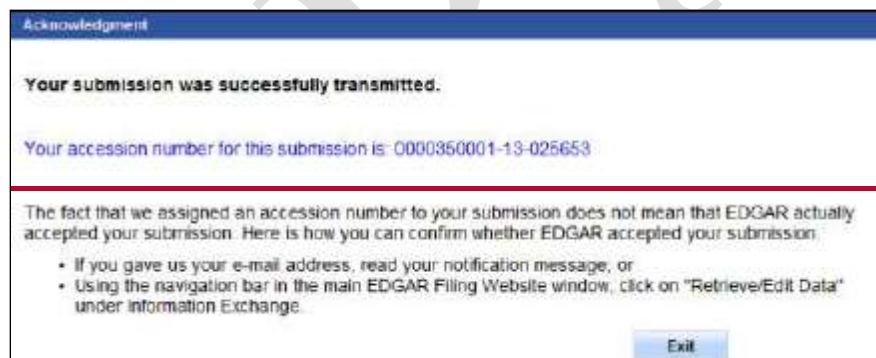 Acknowledgment
Your submission was successfully transmitted.
Your accession number for this submission is: 0000350001-13-025653
The fact that we assigned an accession number to your submission does not mean that EDGAR actually
accepted your submission. Here is how you can confirm whether EDGAR accepted your submission.
• If you gave us your e-mail address, read your notification message; or
• Using the navigation bar in the main EDGAR Filing Website window, click on "Retrieve/Edit Data"
under Information Exchange.
Exit